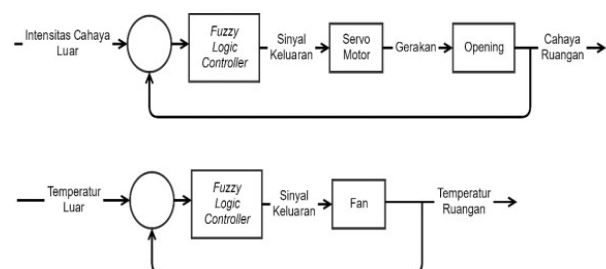 Intensitas Cahaya
Luar
Fuzzy
Logic
Controller
Sinyal
Keluaran
Servo
Motor
Gerakan
Opening
Cahaya
Ruangan
Temperatur
Luar
Fuzzy
Logic
Controller
Sinyal
Keluaran
Fan
Temperatur
Ruangan